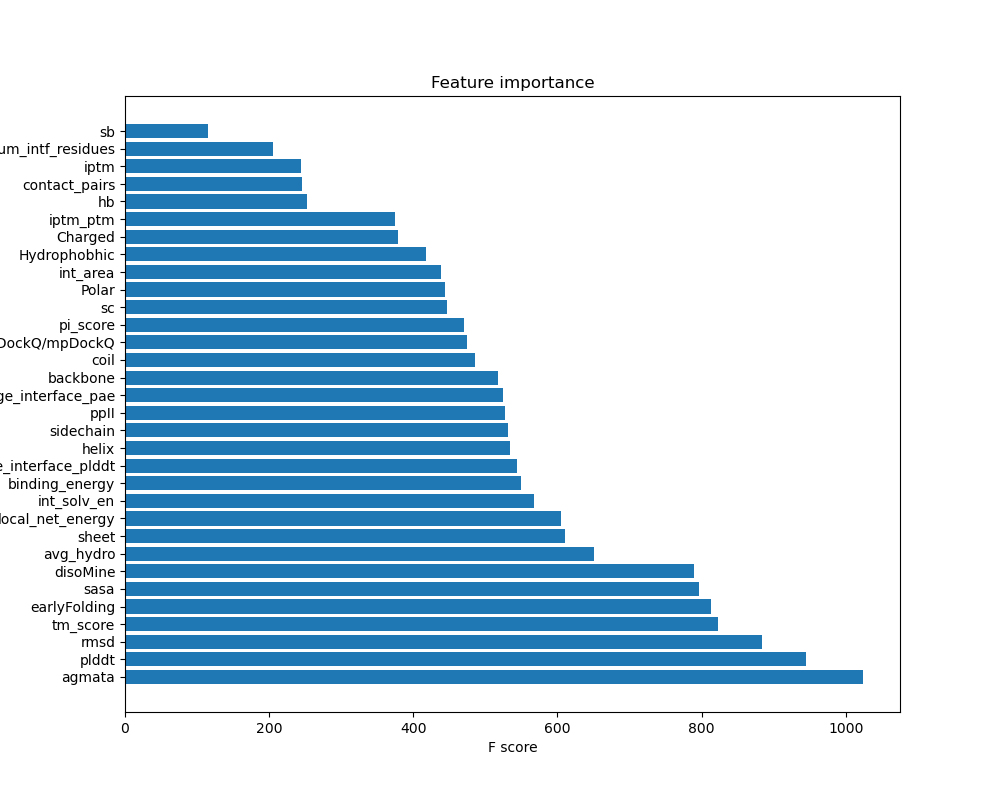 Feature importance
sb
um_intf_residues
iptm
contact_pairs
hb
iptm_ptm
Charged
Hydrophobhic
int_area
Polar
sc
pi_score
DockQ/mpDockQ
coil
backbone
ge_interface_pae
ppII
sidechain
helix
e_interface_plddt
binding_energy
int_solv_en
local_net_energy
sheet
avg_hydro
disoMine
sasa
earlyFolding
tm_score
rmsd
plddt
agmata
0 200 400 600 800 1000
F score